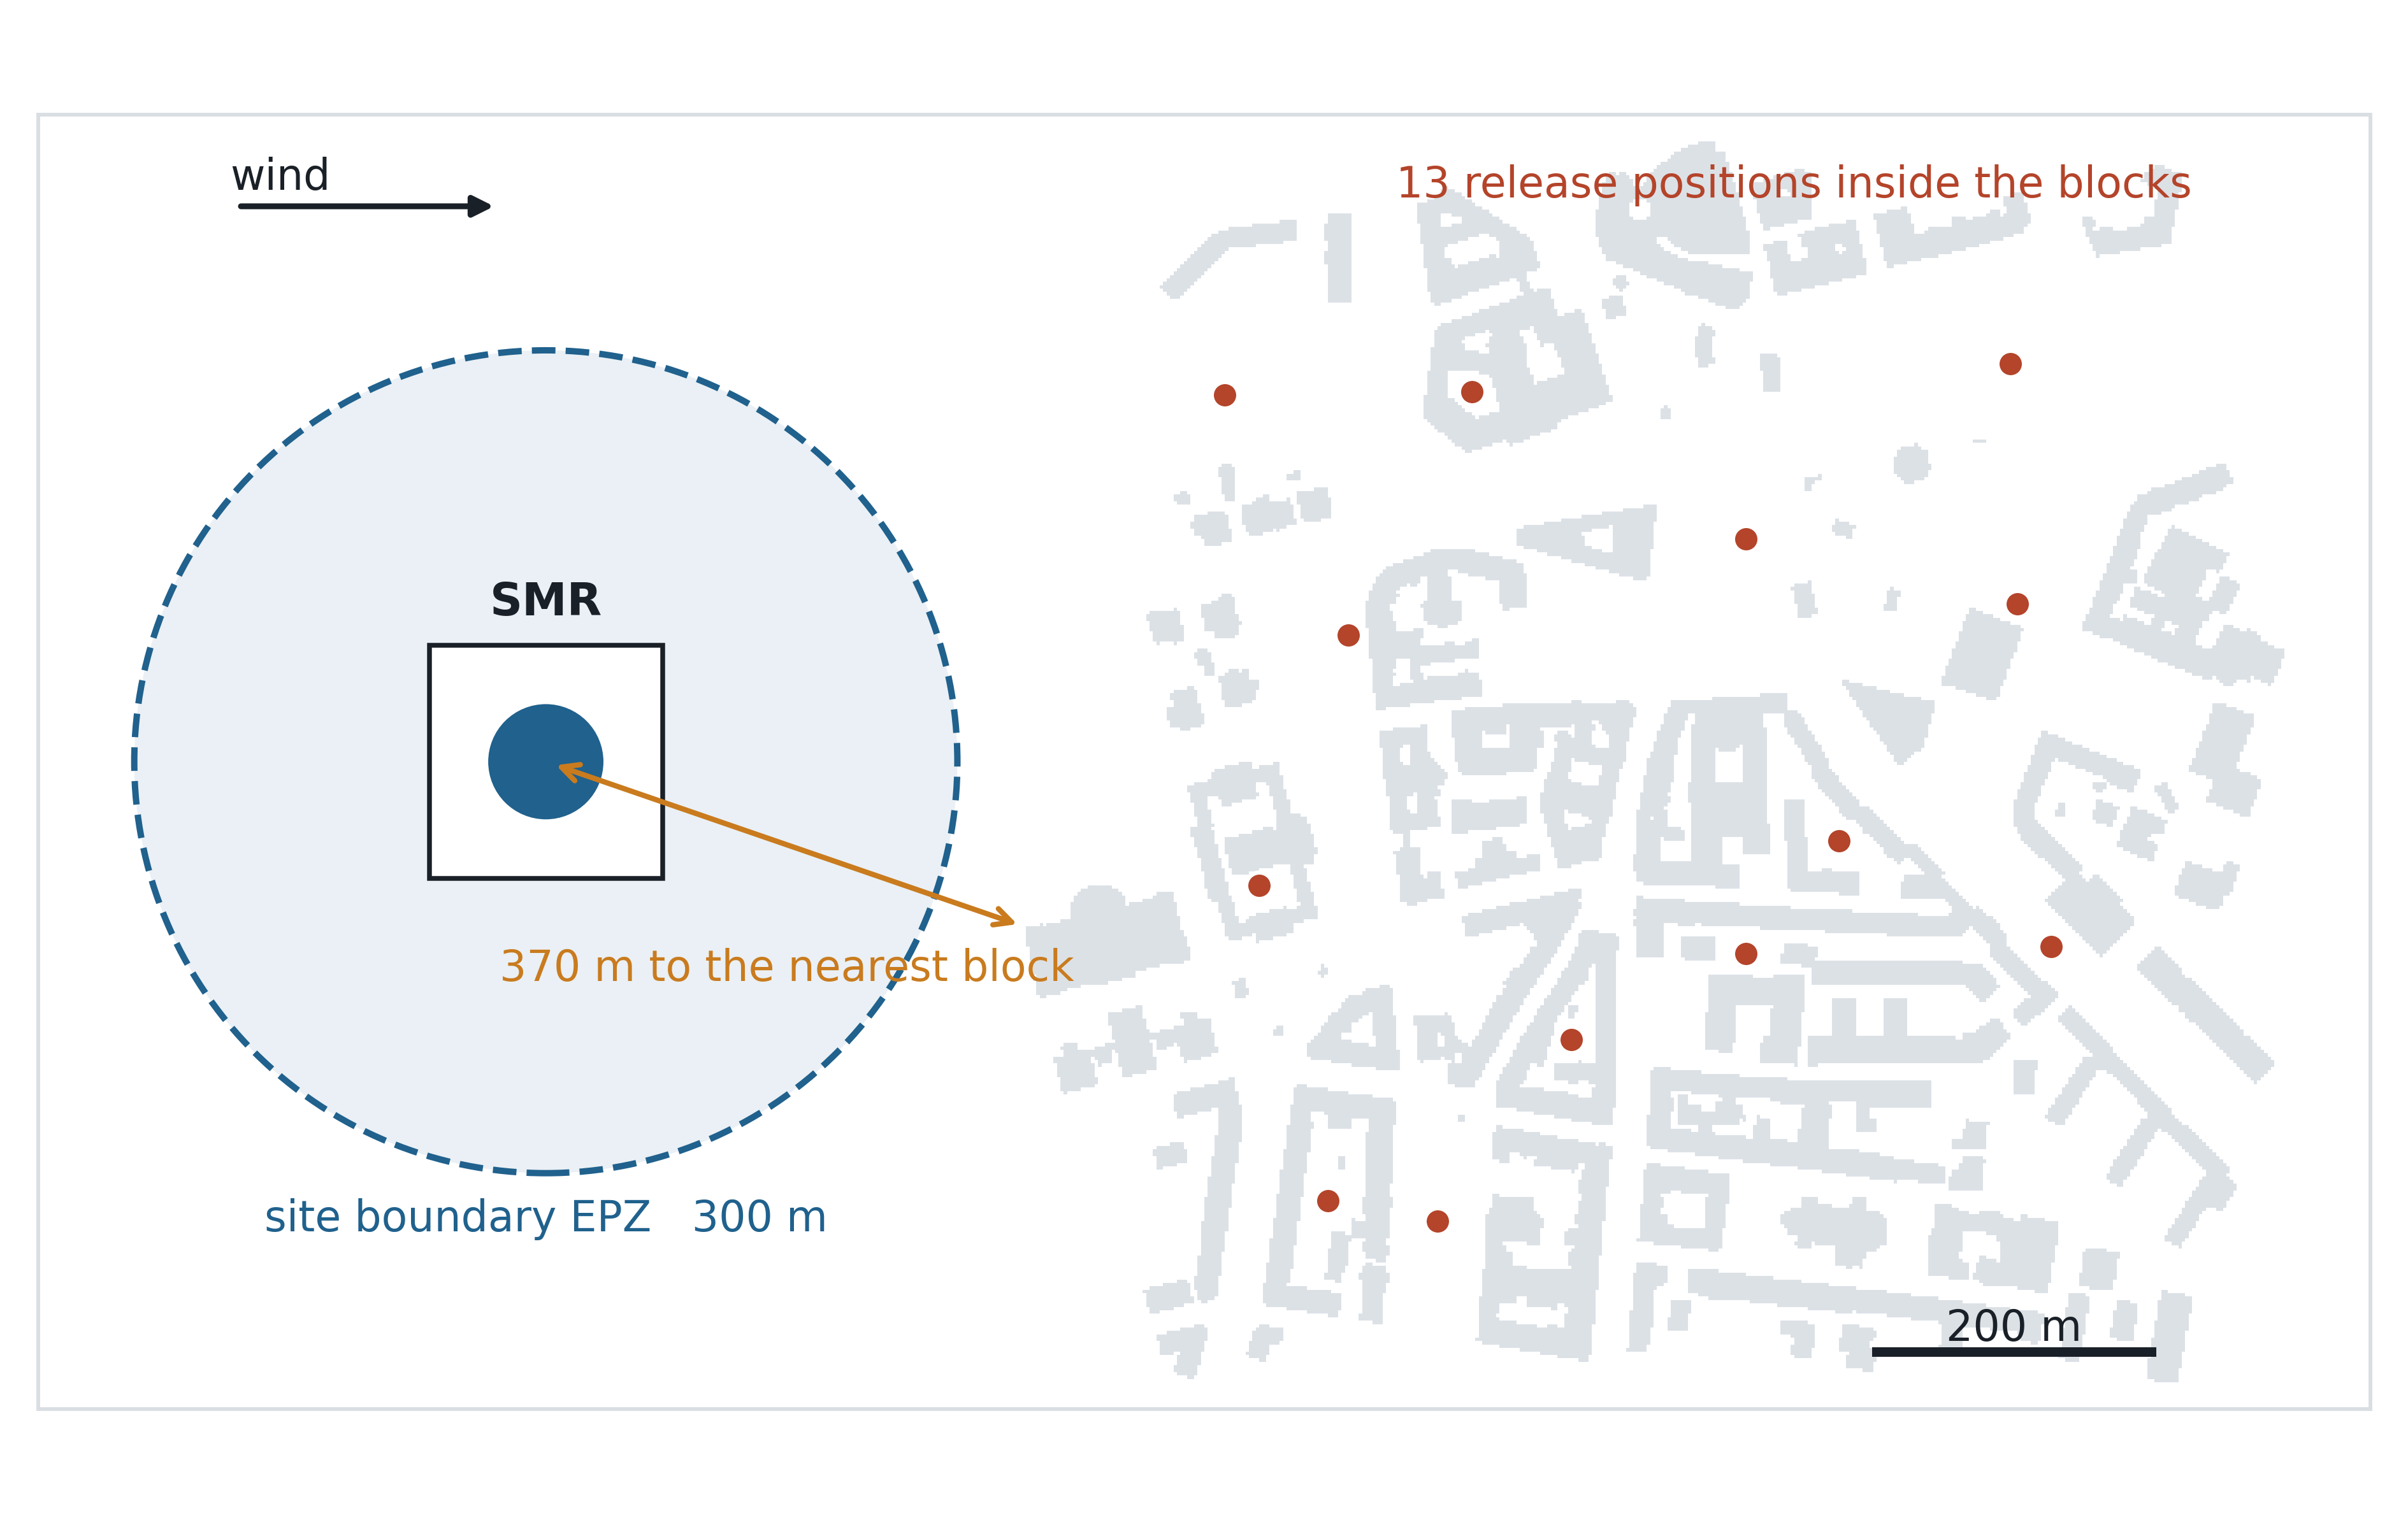 wind
13 release positions inside the blocks
SMR
370 m to the nearest block
site boundary EPZ   300 m
200 m